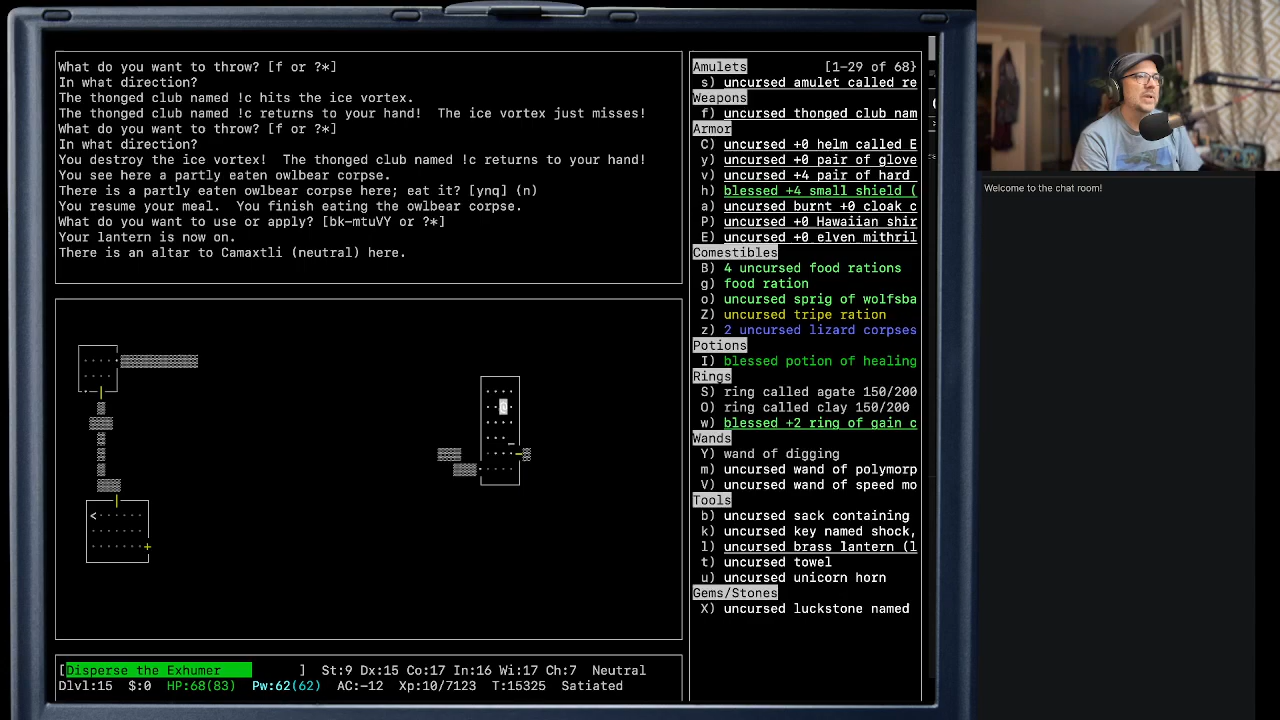 What do you want to throw? [f or ?*]
In what direction?
The thonged club named !c hits the ice vortex.
The thonged club named !c returns to your hand!  The ice vortex just misses!
What do you want to throw? [f or ?*]
In what direction?
You destroy the ice vortex!  The thonged club named !c returns to your hand!
You see here a partly eaten owlbear corpse.
There is a partly eaten owlbear corpse here; eat it? [ynq] (n)
You resume your meal.  You finish eating the owlbear corpse.
What do you want to use or apply? [bk-mtuVY or ?*]
Your lantern is now on.
There is an altar to Camaxtli (neutral) here.
[Disperse the Exhumer ] St:9 Dx:15 Co:17 In:16 Wi:17 Ch:7 Neutral
Dlvl:15 $:0 HP:68(83) Pw:62(62) AC:-12 Xp:10/7123 T:15325 Satiated
Amulets [1-29 of 68]
s) uncursed amulet called re
Weapons
f) uncursed thonged club nam
Armor
C) uncursed +0 helm called E
y) uncursed +0 pair of glove
v) uncursed +4 pair of hard
h) blessed +4 small shield (
a) uncursed burnt +0 cloak c
P) uncursed +0 Hawaiian shir
E) uncursed +0 elven mithril
Comestibles
B) 4 uncursed food rations
g) food ration
o) uncursed sprig of wolfsba
Z) uncursed tripe ration
z) 2 uncursed lizard corpses
Potions
I) blessed potion of healing
Rings
S) ring called agate 150/200
O) ring called clay 150/200
w) blessed +2 ring of gain c
Wands
Y) wand of digging
m) uncursed wand of polymorp
V) uncursed wand of speed mo
Tools
b) uncursed sack containing
k) uncursed key named shock,
l) uncursed brass lantern (l
t) uncursed towel
u) uncursed unicorn horn
Gems/Stones
X) uncursed luckstone named
Welcome to the chat room!